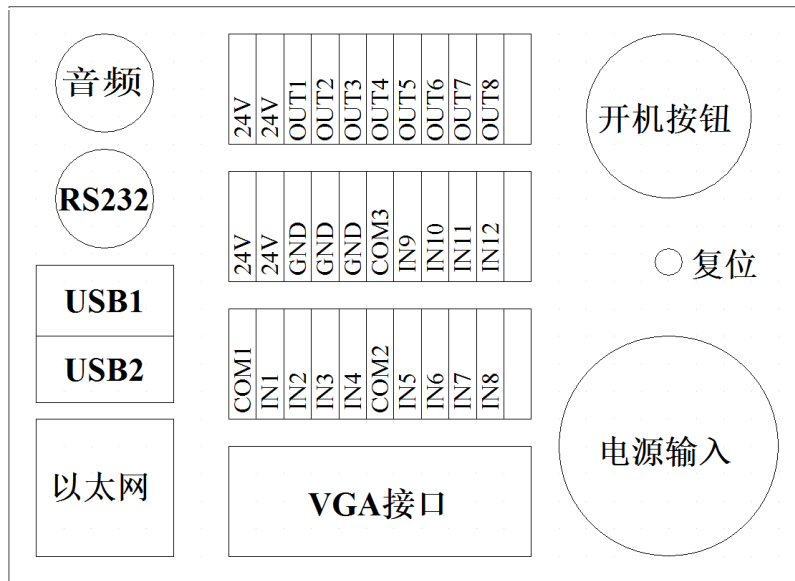 音频
RS232
USB1
USB2
以太网
24V 24V OUT1 OUT2 OUT3 OUT4 OUT5 OUT6 OUT7 OUT8
24V 24V GND GND GND COM3 IN9 IN10 IN11 IN12
COM1 IN1 IN2 IN3 IN4 COM2 IN5 IN6 IN7 IN8
VGA接口
开机按钮
复位
电源输入